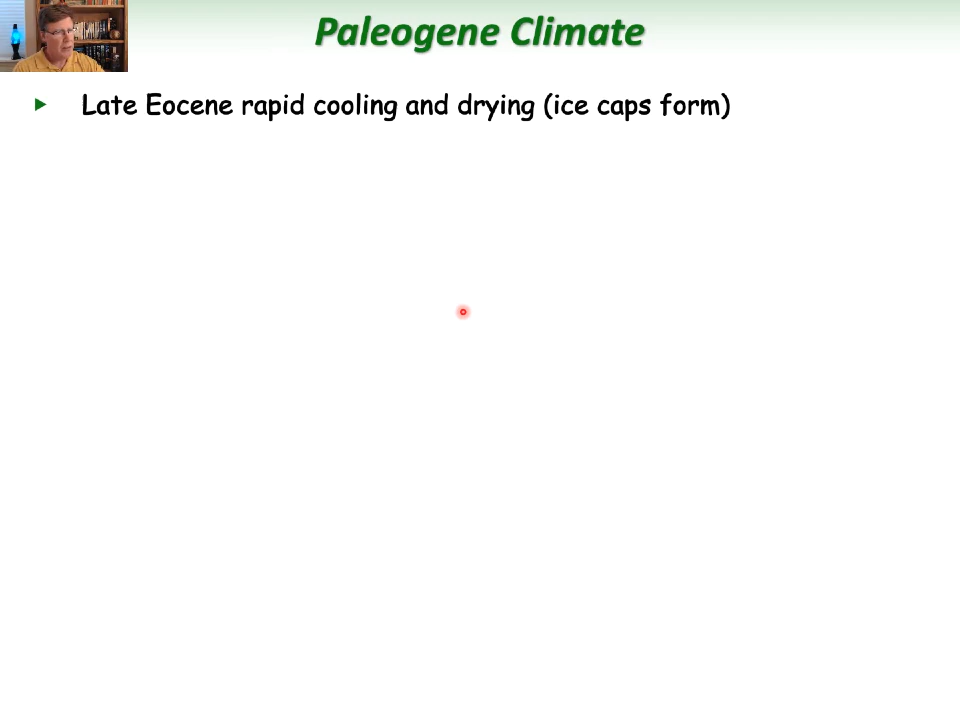 Paleogene Climate
Late Eocene rapid cooling and drying (ice caps form)